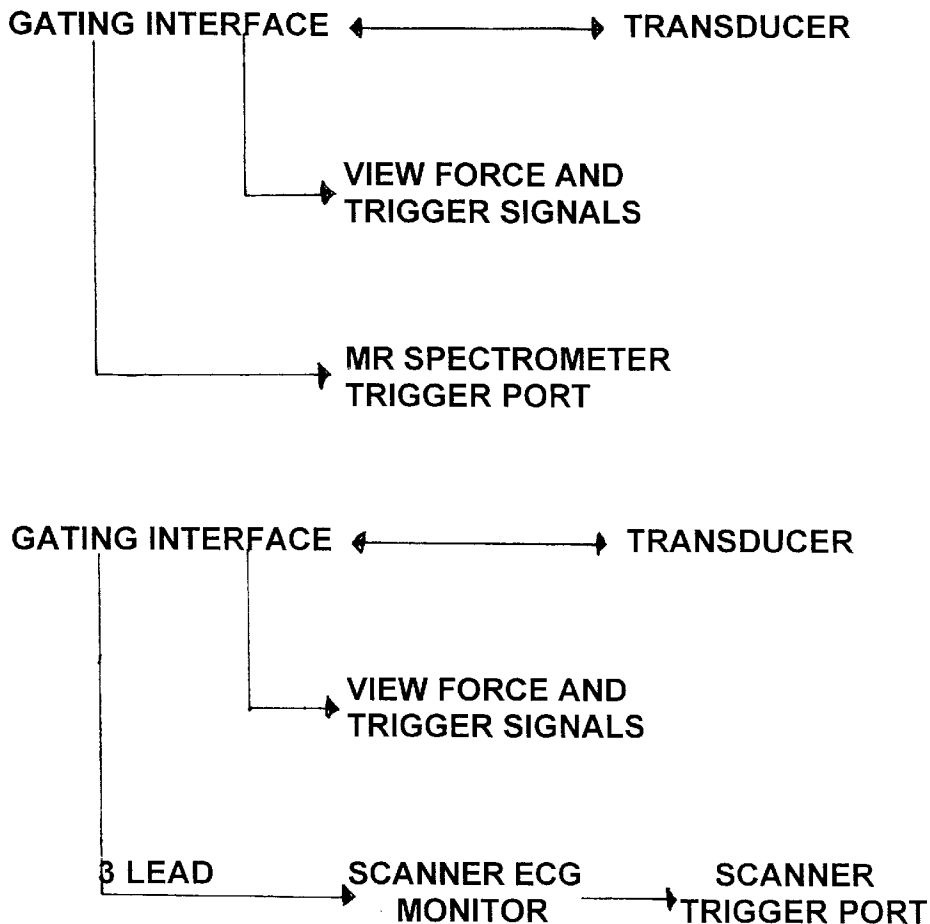 GATING INTERFACE TRANSDUCER
VIEW FORCE AND
TRIGGER SIGNALS
MR SPECTROMETER
TRIGGER PORT
GATING INTERFACE TRANSDUCER
VIEW FORCE AND
TRIGGER SIGNALS
3 LEAD SCANNER ECG SCANNER
MONITOR TRIGGER PORT